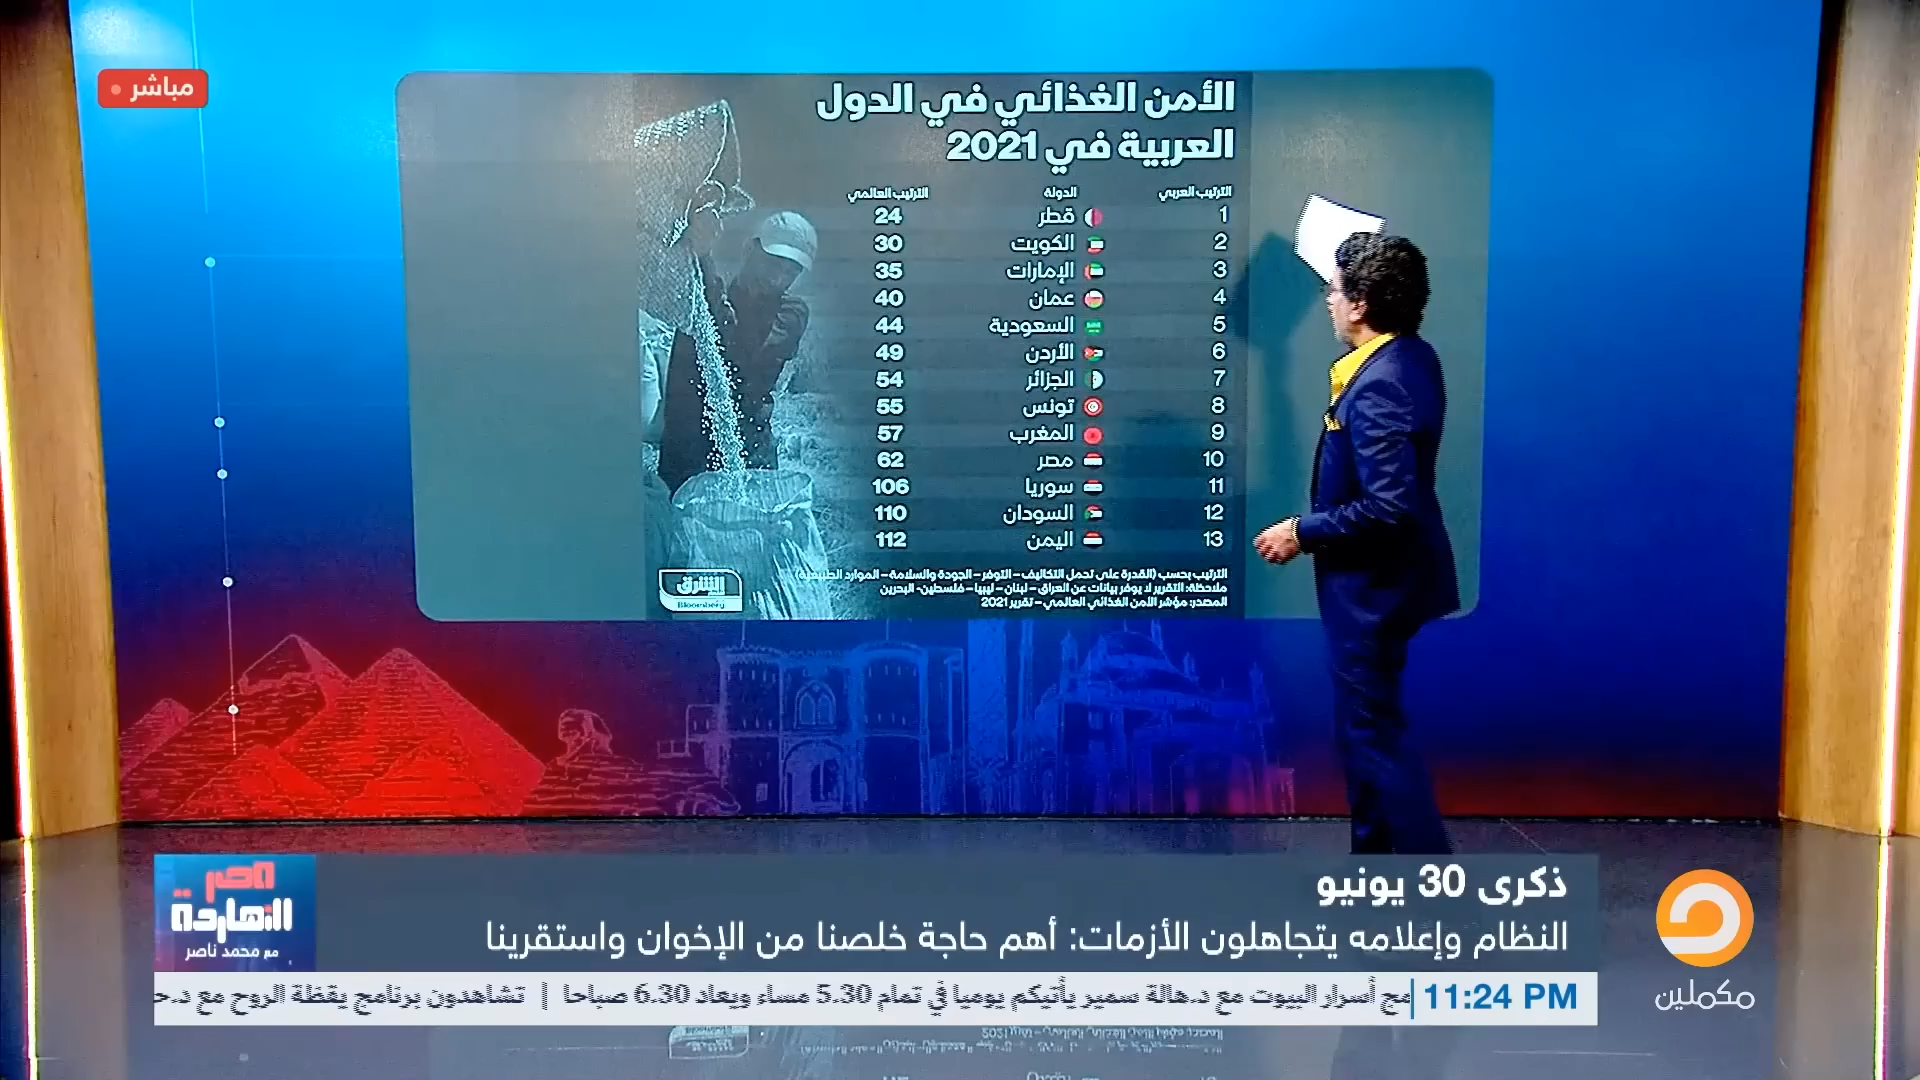 مباشر
الأمن الغذائي في الدول
العربية في 2021
الترتيب العربي الدولة الترتيب العالمي
1 قطر 24
2 الكويت 30
3 الإمارات 35
4 عمان 40
5 السعودية 44
6 الأردن 49
7 الجزائر 54
8 تونس 55
9 المغرب 57
10 مصر 62
11 سوريا 106
12 السودان 110
13 اليمن 112
الترتيب بحسب (القدرة على تحمل التكاليف – التوفر – الجودة والسلامة – الموارد الطبيعية)
ملاحظة: التقرير لا يوفر بيانات عن العراق – لبنان – ليبيا – فلسطين- البحرين
المصدر: مؤشر الأمن الغذائي العالمي – تقرير 2021
الشرق
Bloomberg
ذكرى 30 يونيو
النظام وإعلامه يتجاهلون الأزمات: أهم حاجة خلصنا من الإخوان واستقرينا
مصر
النهاردة
مع محمد ناصر
11:24 PM
مج أسرار البيوت مع د.هالة سمير يأتيكم يوميا في تمام 5.30 مساء ويعاد 6.30 صباحا | تشاهدون برنامج يقظة الروح مع د.ح
مكملين